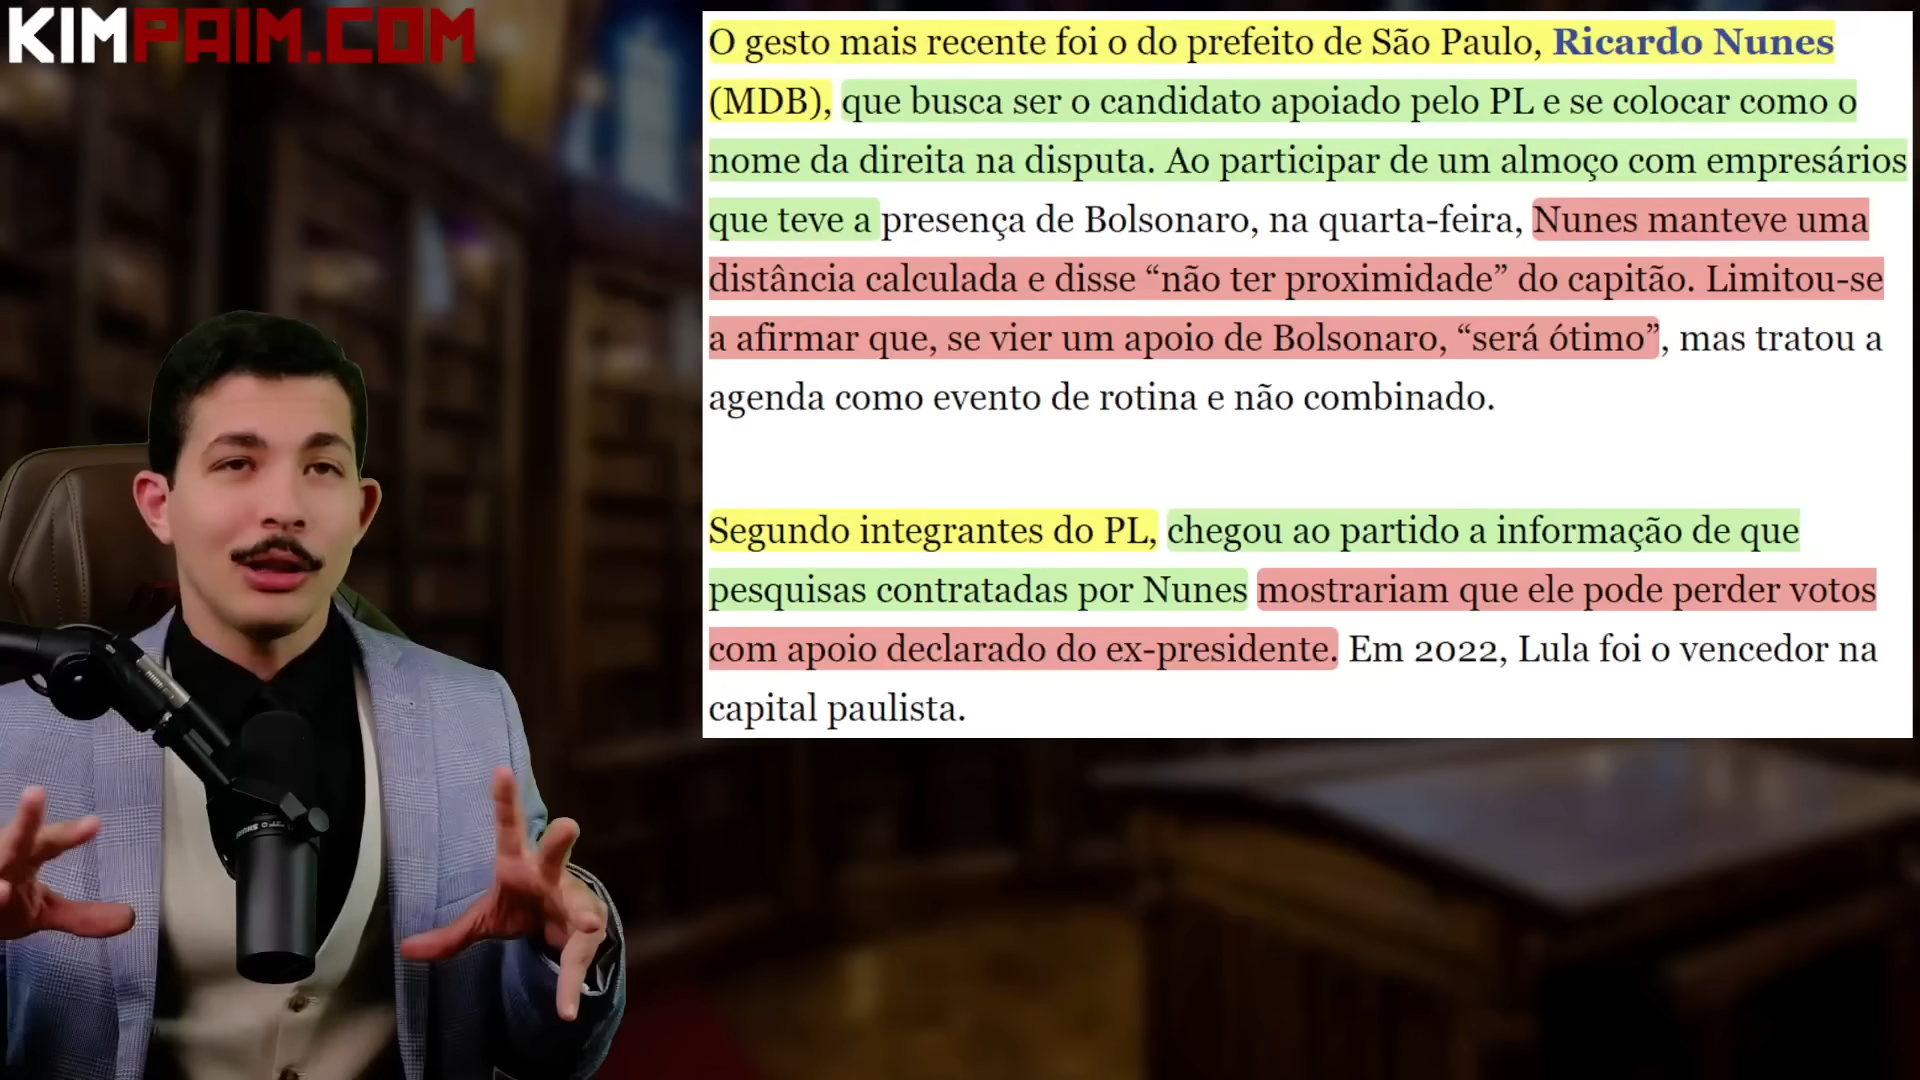 KIMPAIM.COM
O gesto mais recente foi o do prefeito de São Paulo, Ricardo Nunes
(MDB), que busca ser o candidato apoiado pelo PL e se colocar como o
nome da direita na disputa. Ao participar de um almoço com empresários
que teve a presença de Bolsonaro, na quarta-feira, Nunes manteve uma
distância calculada e disse “não ter proximidade” do capitão. Limitou-se
a afirmar que, se vier um apoio de Bolsonaro, “será ótimo”, mas tratou a
agenda como evento de rotina e não combinado.
Segundo integrantes do PL, chegou ao partido a informação de que
pesquisas contratadas por Nunes mostrariam que ele pode perder votos
com apoio declarado do ex-presidente. Em 2022, Lula foi o vencedor na
capital paulista.